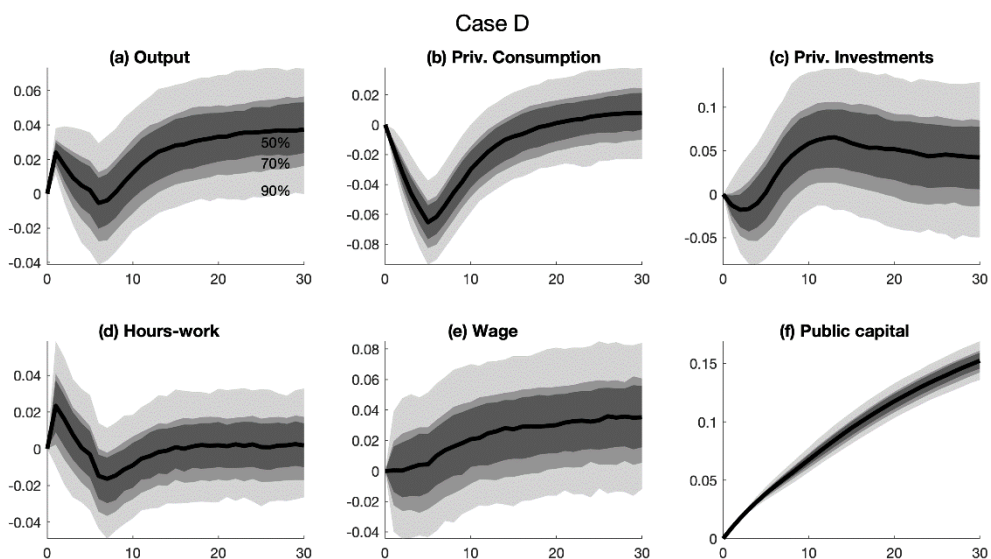 Case D
(a) Output
0.06
0.04
0.02
0
-0.02
-0.04
50%
70%
90%
0 10 20 30
(b) Priv. Consumption
0.02
0
-0.02
-0.04
-0.06
-0.08
0 10 20 30
(c) Priv. Investments
0.1
0.05
0
-0.05
0 10 20 30
(d) Hours-work
0.04
0.02
0
-0.02
-0.04
0 10 20 30
(e) Wage
0.08
0.06
0.04
0.02
0
-0.02
-0.04
0 10 20 30
(f) Public capital
0.15
0.1
0.05
0
0 10 20 30